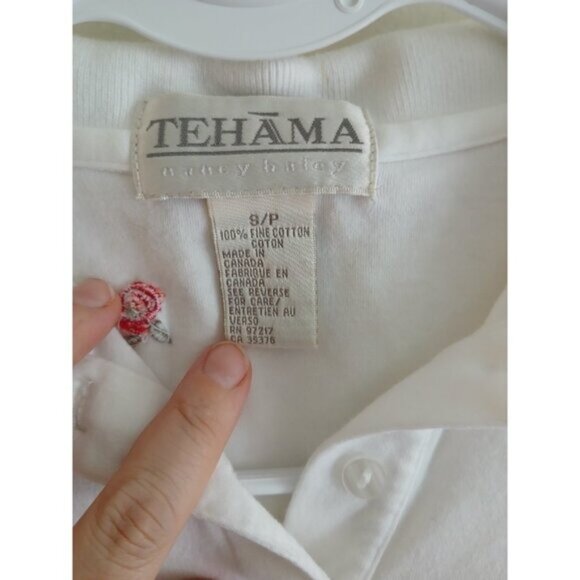 TEHĀMA
nancy haley
S/P
100% FINE COTTON
COTON
MADE IN
CANADA
FABRIQUE EN
CANADA
SEE REVERSE
FOR CARE/
ENTRETIEN AU
VERSO
RN 97217
CA 35376